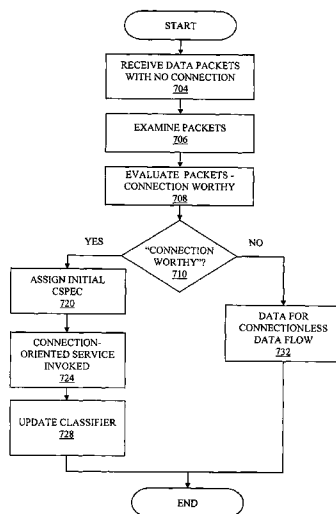 START
RECEIVE DATA PACKETS
WITH NO CONNECTION
704
EXAMINE PACKETS
706
EVALUATE PACKETS -
CONNECTION WORTHY
708
"CONNECTION
WORTHY"?
710
YES
NO
ASSIGN INITIAL
CSPEC
720
CONNECTION-
ORIENTED SERVICE
INVOKED
724
UPDATE CLASSIFIER
728
DATA FOR
CONNECTIONLESS
DATA FLOW
732
END